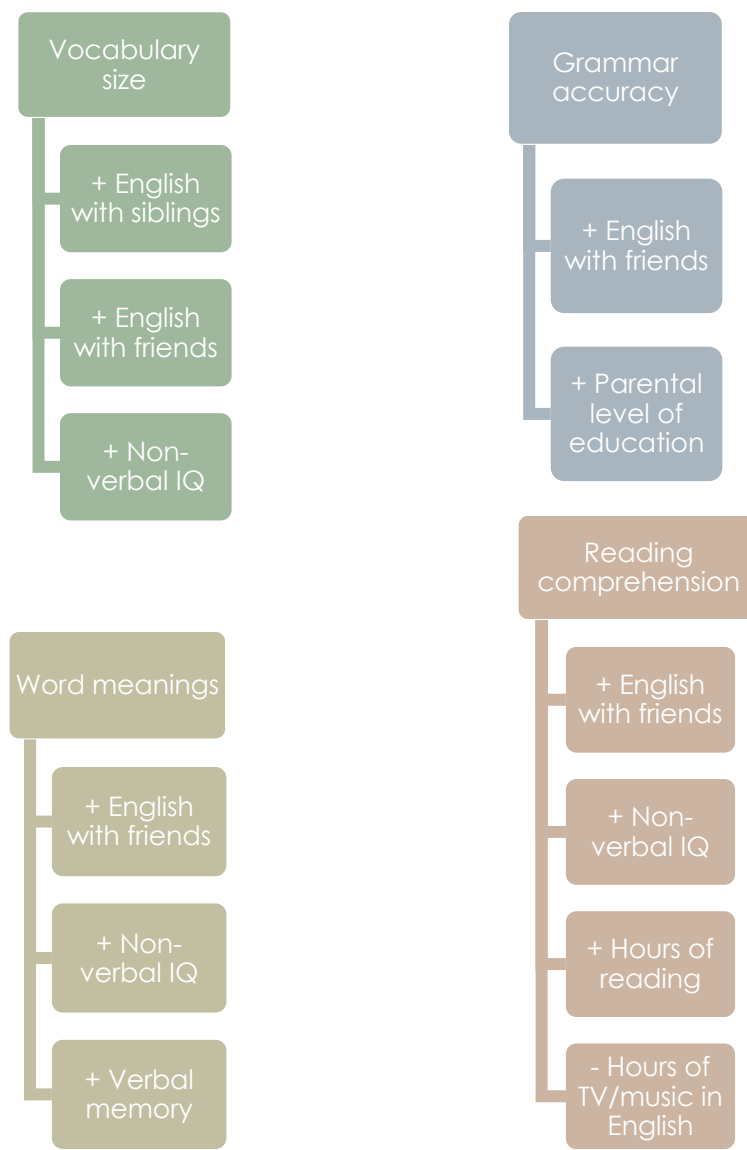 Vocabulary
size
+ English
with siblings
+ English
with friends
+ Non-
verbal IQ
Grammar
accuracy
+ English
with friends
+ Parental
level of
education
Word meanings
+ English
with friends
+ Non-
verbal IQ
+ Verbal
memory
Reading
comprehension
+ English
with friends
+ Non-
verbal IQ
+ Hours of
reading
- Hours of
TV/music in
English